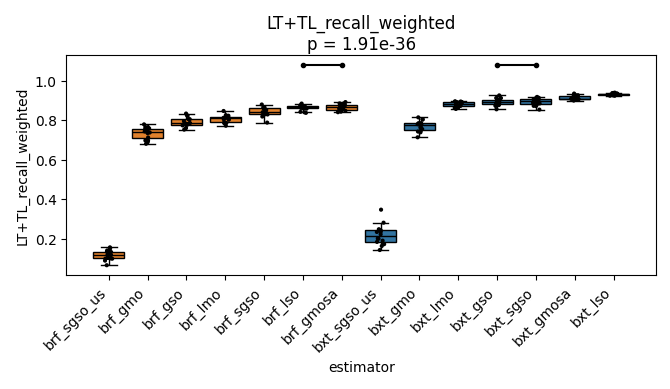 LT+TL_recall_weighted
p = 1.91e-36
LT+TL_recall_weighted
1.0
0.8
0.6
0.4
0.2
brf_sgso_us
brf_gmo
brf_gso
brf_lmo
brf_sgso
brf_lso
brf_gmosa
bxt_sgso_us
bxt_gmo
bxt_lmo
bxt_gso
bxt_sgso
bxt_gmosa
bxt_lso
estimator